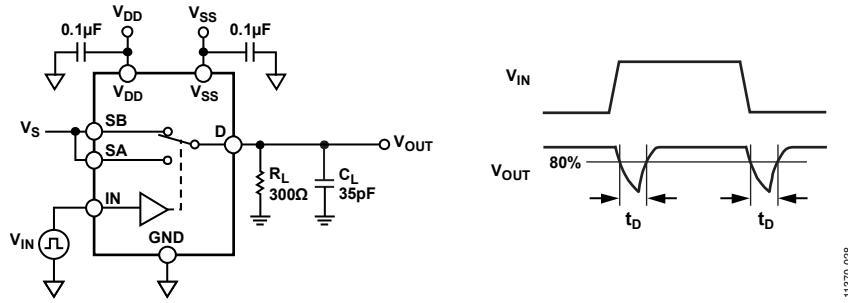 VDD VSS
0.1µF 0.1µF
VDD VSS
VS SB D VOUT
SA
RL
300Ω
CL
35pF
IN
VIN
GND
VIN
VOUT 80%
tD tD
11370-028